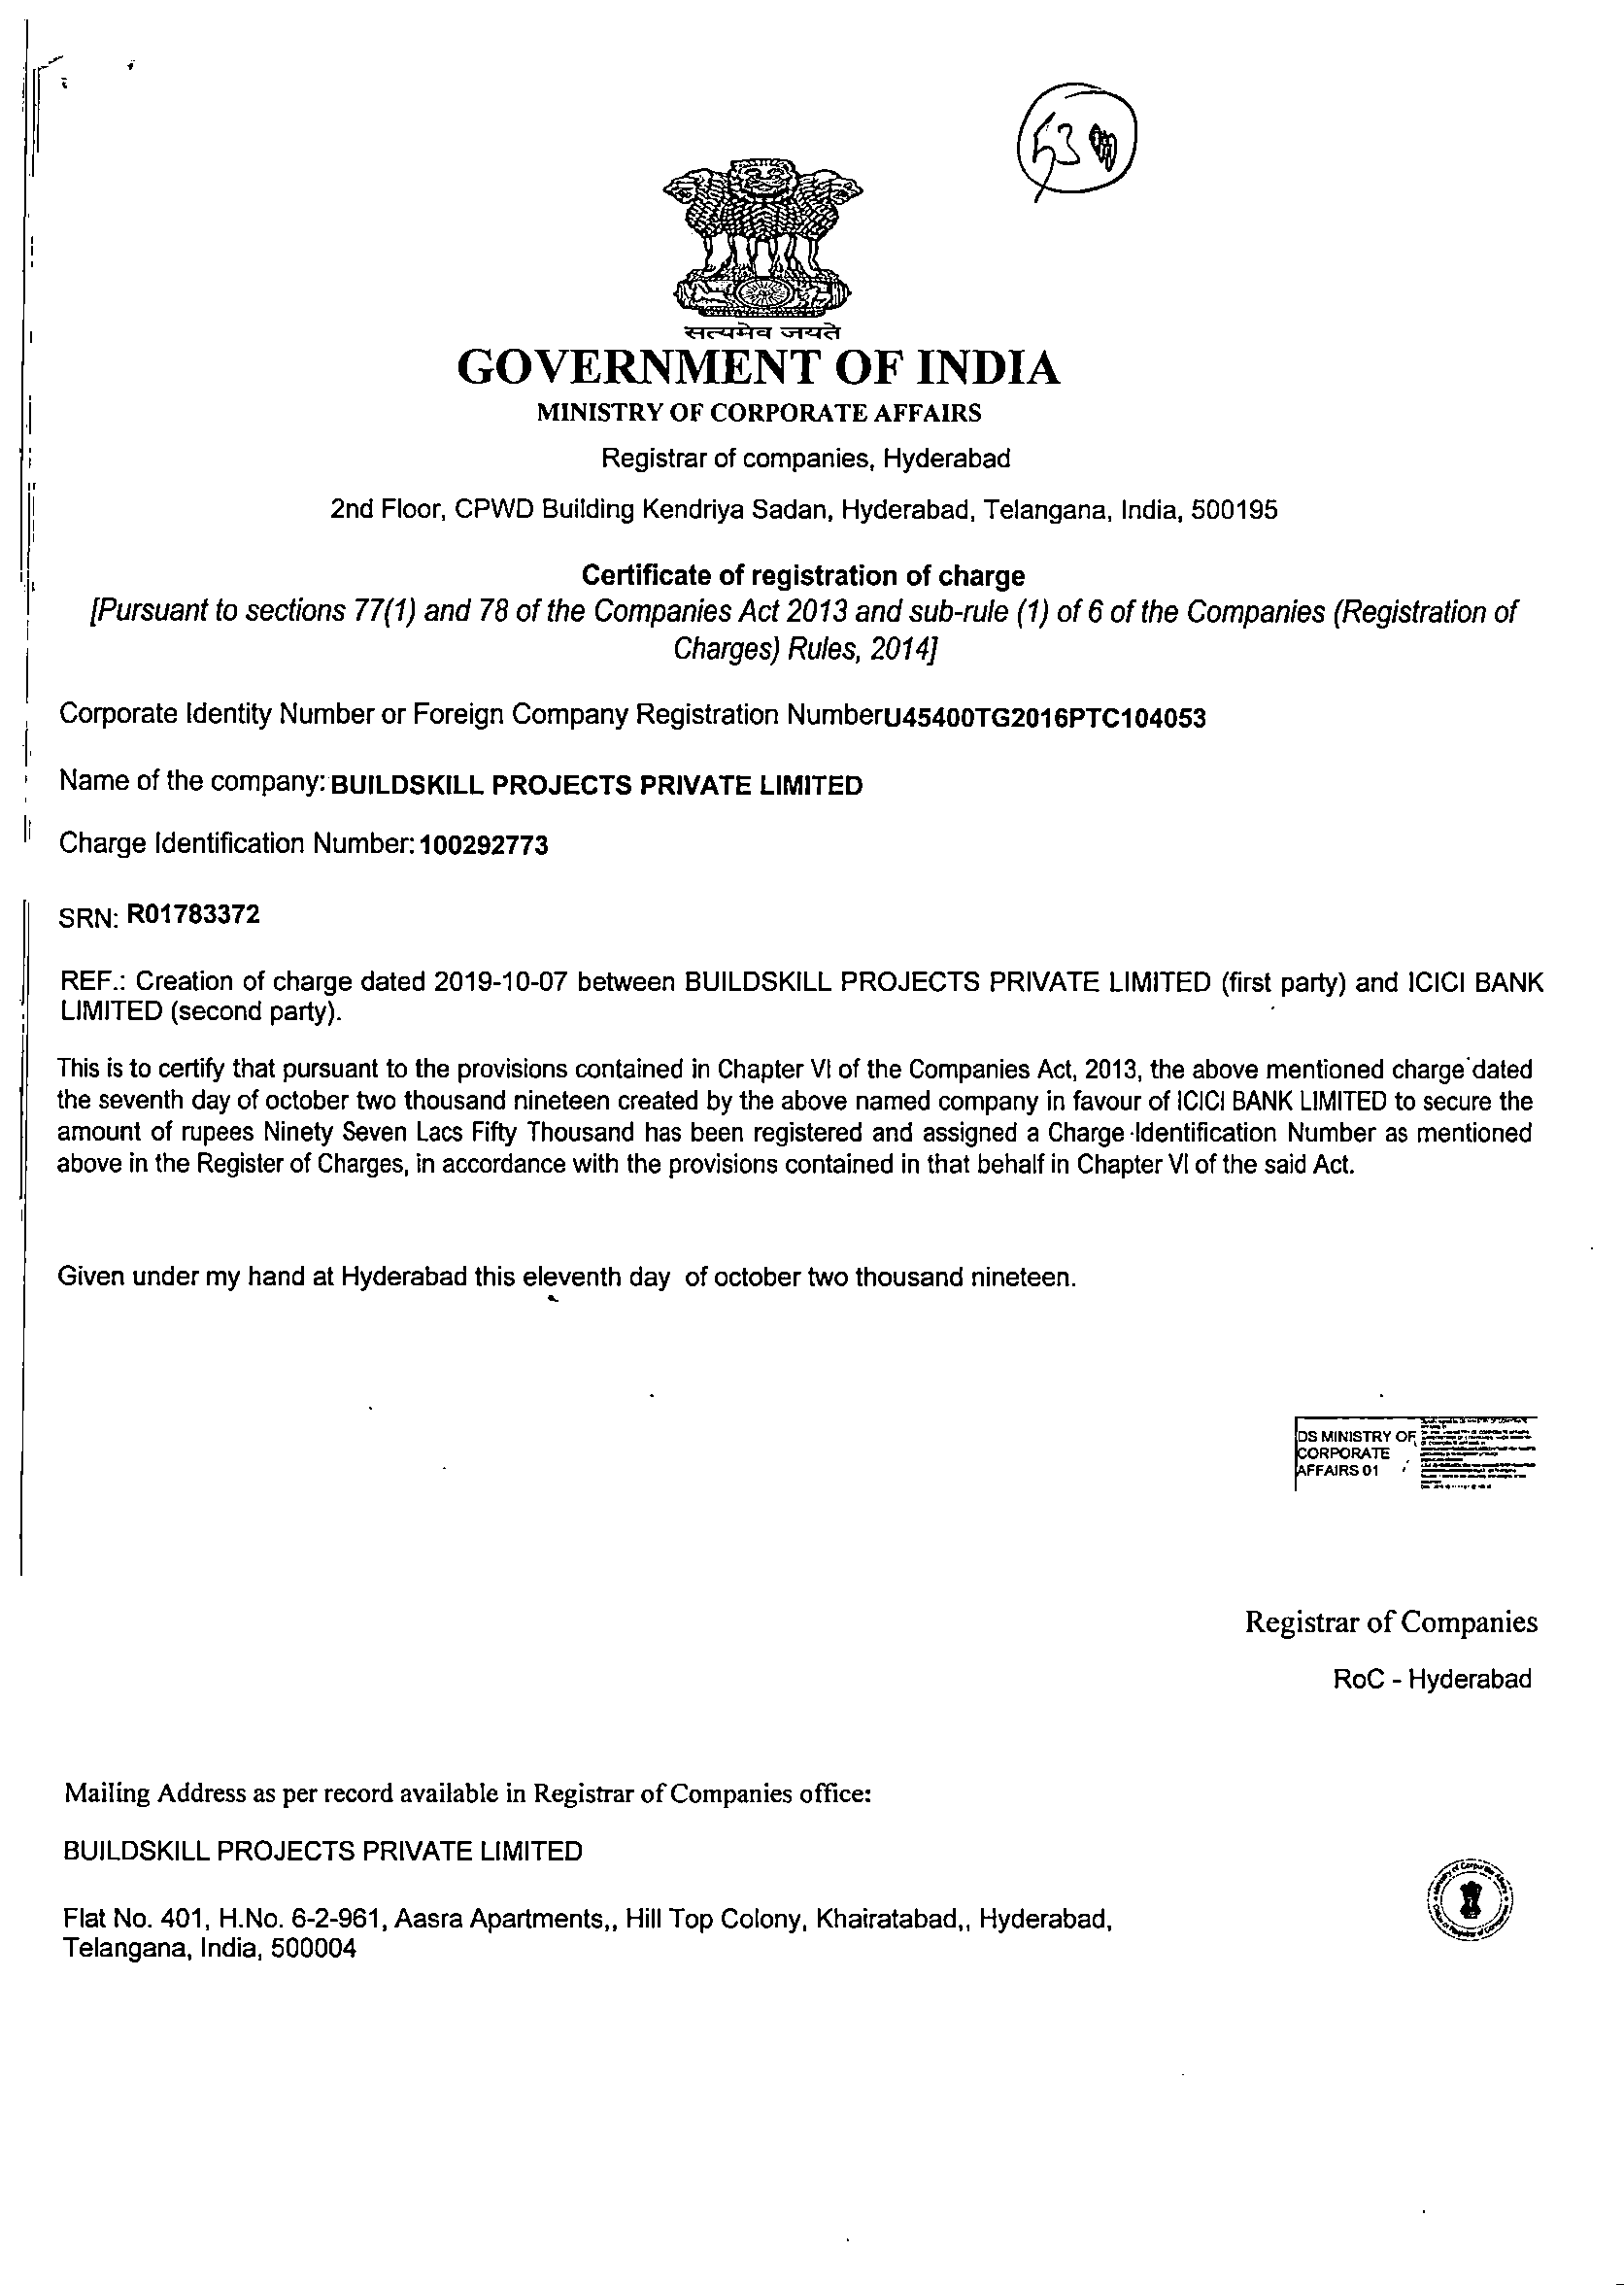 53
सत्यमेव जयते
GOVERNMENT OF INDIA
MINISTRY OF CORPORATE AFFAIRS
Registrar of companies, Hyderabad
2nd Floor, CPWD Building Kendriya Sadan, Hyderabad, Telangana, India, 500195
Certificate of registration of charge
[Pursuant to sections 77(1) and 78 of the Companies Act 2013 and sub-rule (1) of 6 of the Companies (Registration of
Charges) Rules, 2014]
Corporate Identity Number or Foreign Company Registration NumberU45400TG2016PTC104053
Name of the company: BUILDSKILL PROJECTS PRIVATE LIMITED
Charge Identification Number: 100292773
SRN: R01783372
REF.: Creation of charge dated 2019-10-07 between BUILDSKILL PROJECTS PRIVATE LIMITED (first party) and ICICI BANK
LIMITED (second party).
This is to certify that pursuant to the provisions contained in Chapter VI of the Companies Act, 2013, the above mentioned charge dated
the seventh day of october two thousand nineteen created by the above named company in favour of ICICI BANK LIMITED to secure the
amount of rupees Ninety Seven Lacs Fifty Thousand has been registered and assigned a Charge Identification Number as mentioned
above in the Register of Charges, in accordance with the provisions contained in that behalf in Chapter VI of the said Act.
Given under my hand at Hyderabad this eleventh day of october two thousand nineteen.
DS MINISTRY OF
CORPORATE
AFFAIRS 01
Registrar of Companies
RoC - Hyderabad
Mailing Address as per record available in Registrar of Companies office:
BUILDSKILL PROJECTS PRIVATE LIMITED
Flat No. 401, H.No. 6-2-961, Aasra Apartments,, Hill Top Colony, Khairatabad,, Hyderabad,
Telangana, India, 500004